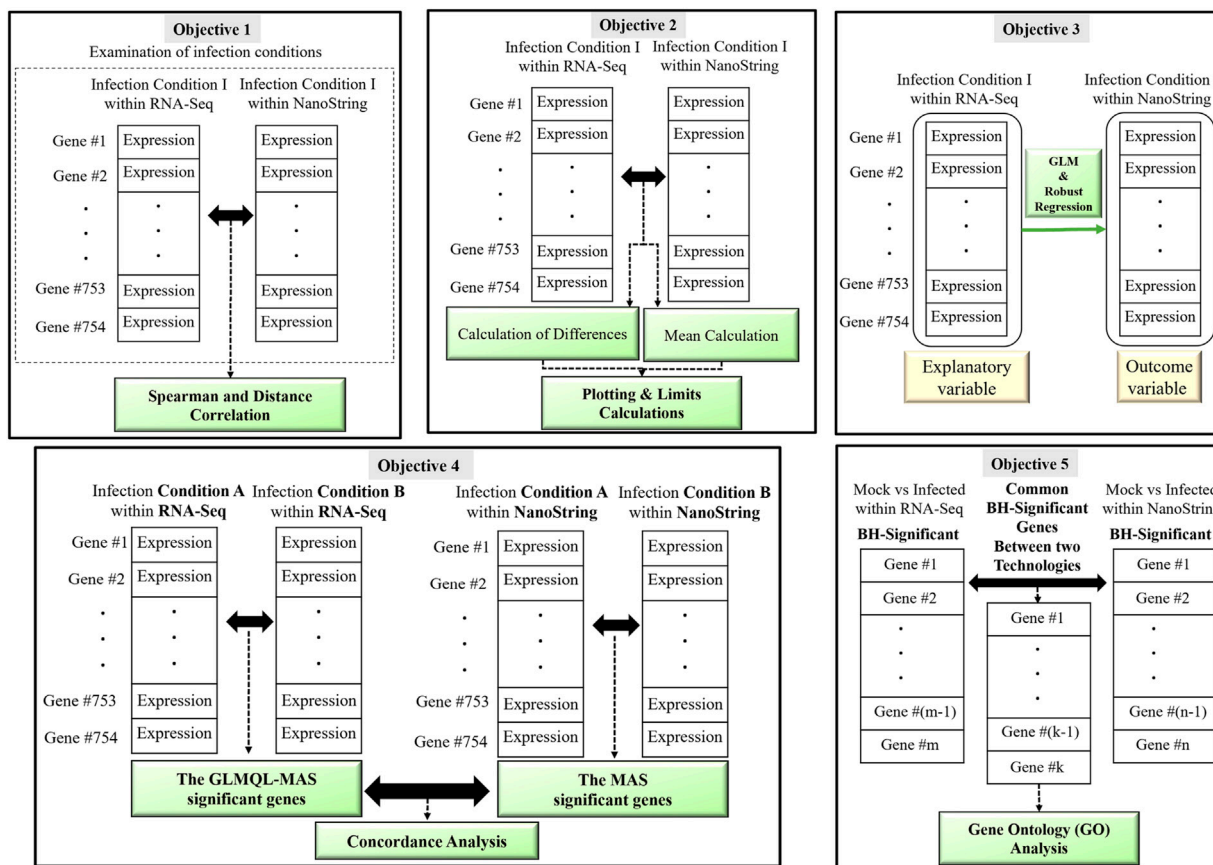 Objective 1
Examination of infection conditions
Infection Condition I
within RNA-Seq
Infection Condition I
within NanoString
Gene #1
Expression
Expression
Gene #2
Expression
Expression
Gene #753
Expression
Expression
Gene #754
Expression
Expression
Spearman and Distance
Correlation
Objective 2
Infection Condition I
within RNA-Seq
Infection Condition I
within NanoString
Gene #1
Expression
Expression
Gene #2
Expression
Expression
Gene #753
Expression
Expression
Gene #754
Expression
Expression
Calculation of Differences
Mean Calculation
Plotting & Limits
Calculations
Objective 3
Infection Condition I
within RNA-Seq
Infection Condition
within NanoString
Gene #1
Expression
Expression
Gene #2
Expression
Expression
GLM
&
Robust
Regression
Gene #753
Expression
Expression
Gene #754
Expression
Expression
Explanatory
variable
Outcome
variable
Objective 4
Infection Condition A
within RNA-Seq
Infection Condition B
within RNA-Seq
Infection Condition A
within NanoString
Infection Condition B
within NanoString
Gene #1
Expression
Expression
Gene #1
Expression
Expression
Gene #2
Expression
Expression
Gene #2
Expression
Expression
Gene #753
Expression
Expression
Gene #753
Expression
Expression
Gene #754
Expression
Expression
Gene #754
Expression
Expression
The GLMQL-MAS
significant genes
The MAS
significant genes
Concordance Analysis
Objective 5
Mock vs Infected
within RNA-Seq
BH-Significant
Common
BH-Significant
Genes
Between two
Technologies
Mock vs Infected
within NanoString
BH-Significant
Gene #1
Gene #2
Gene #(m-1)
Gene #m
Gene #1
Gene #(k-1)
Gene #k
Gene #1
Gene #2
Gene #(n-1)
Gene #n
Gene Ontology (GO)
Analysis